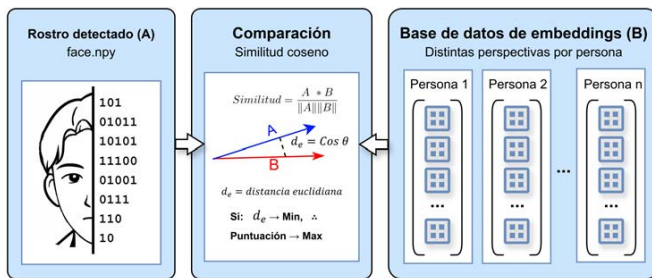 Rostro detectado (A)
face.npy
101
01011
10101
11100
01001
0111
110
10
Comparación
Similitud coseno
Similitud = A * B / ‖A‖‖B‖
A
d_e = Cos θ
B
d_e = distancia euclidiana
Si: d_e → Min, ∴
Puntuación → Max
Base de datos de embeddings (B)
Distintas perspectivas por persona
Persona 1
Persona 2
Persona n
...
...
...
...